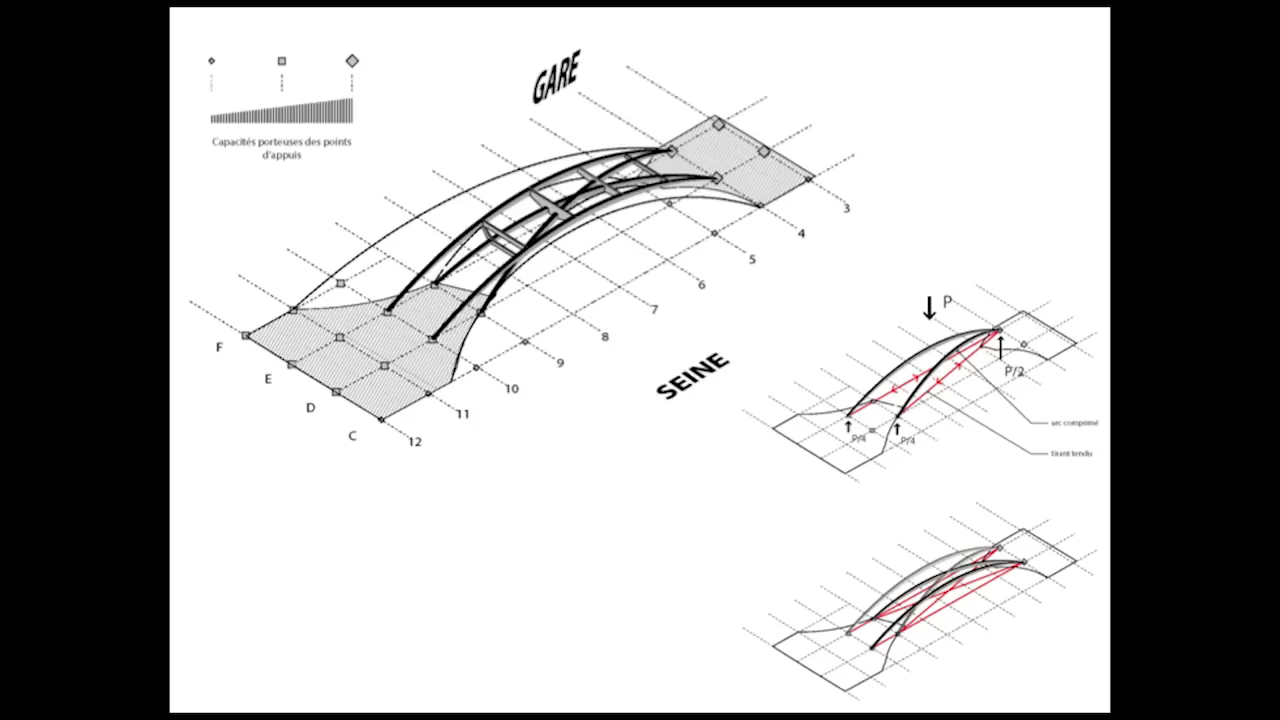 GARE
Capacités porteuses des points
d'appuis
3
4
5
6
7
8
9
10
11
12
F
E
D
C
SEINE
P
P/2
P/4
P/4
arc comprimé
tirant tendu